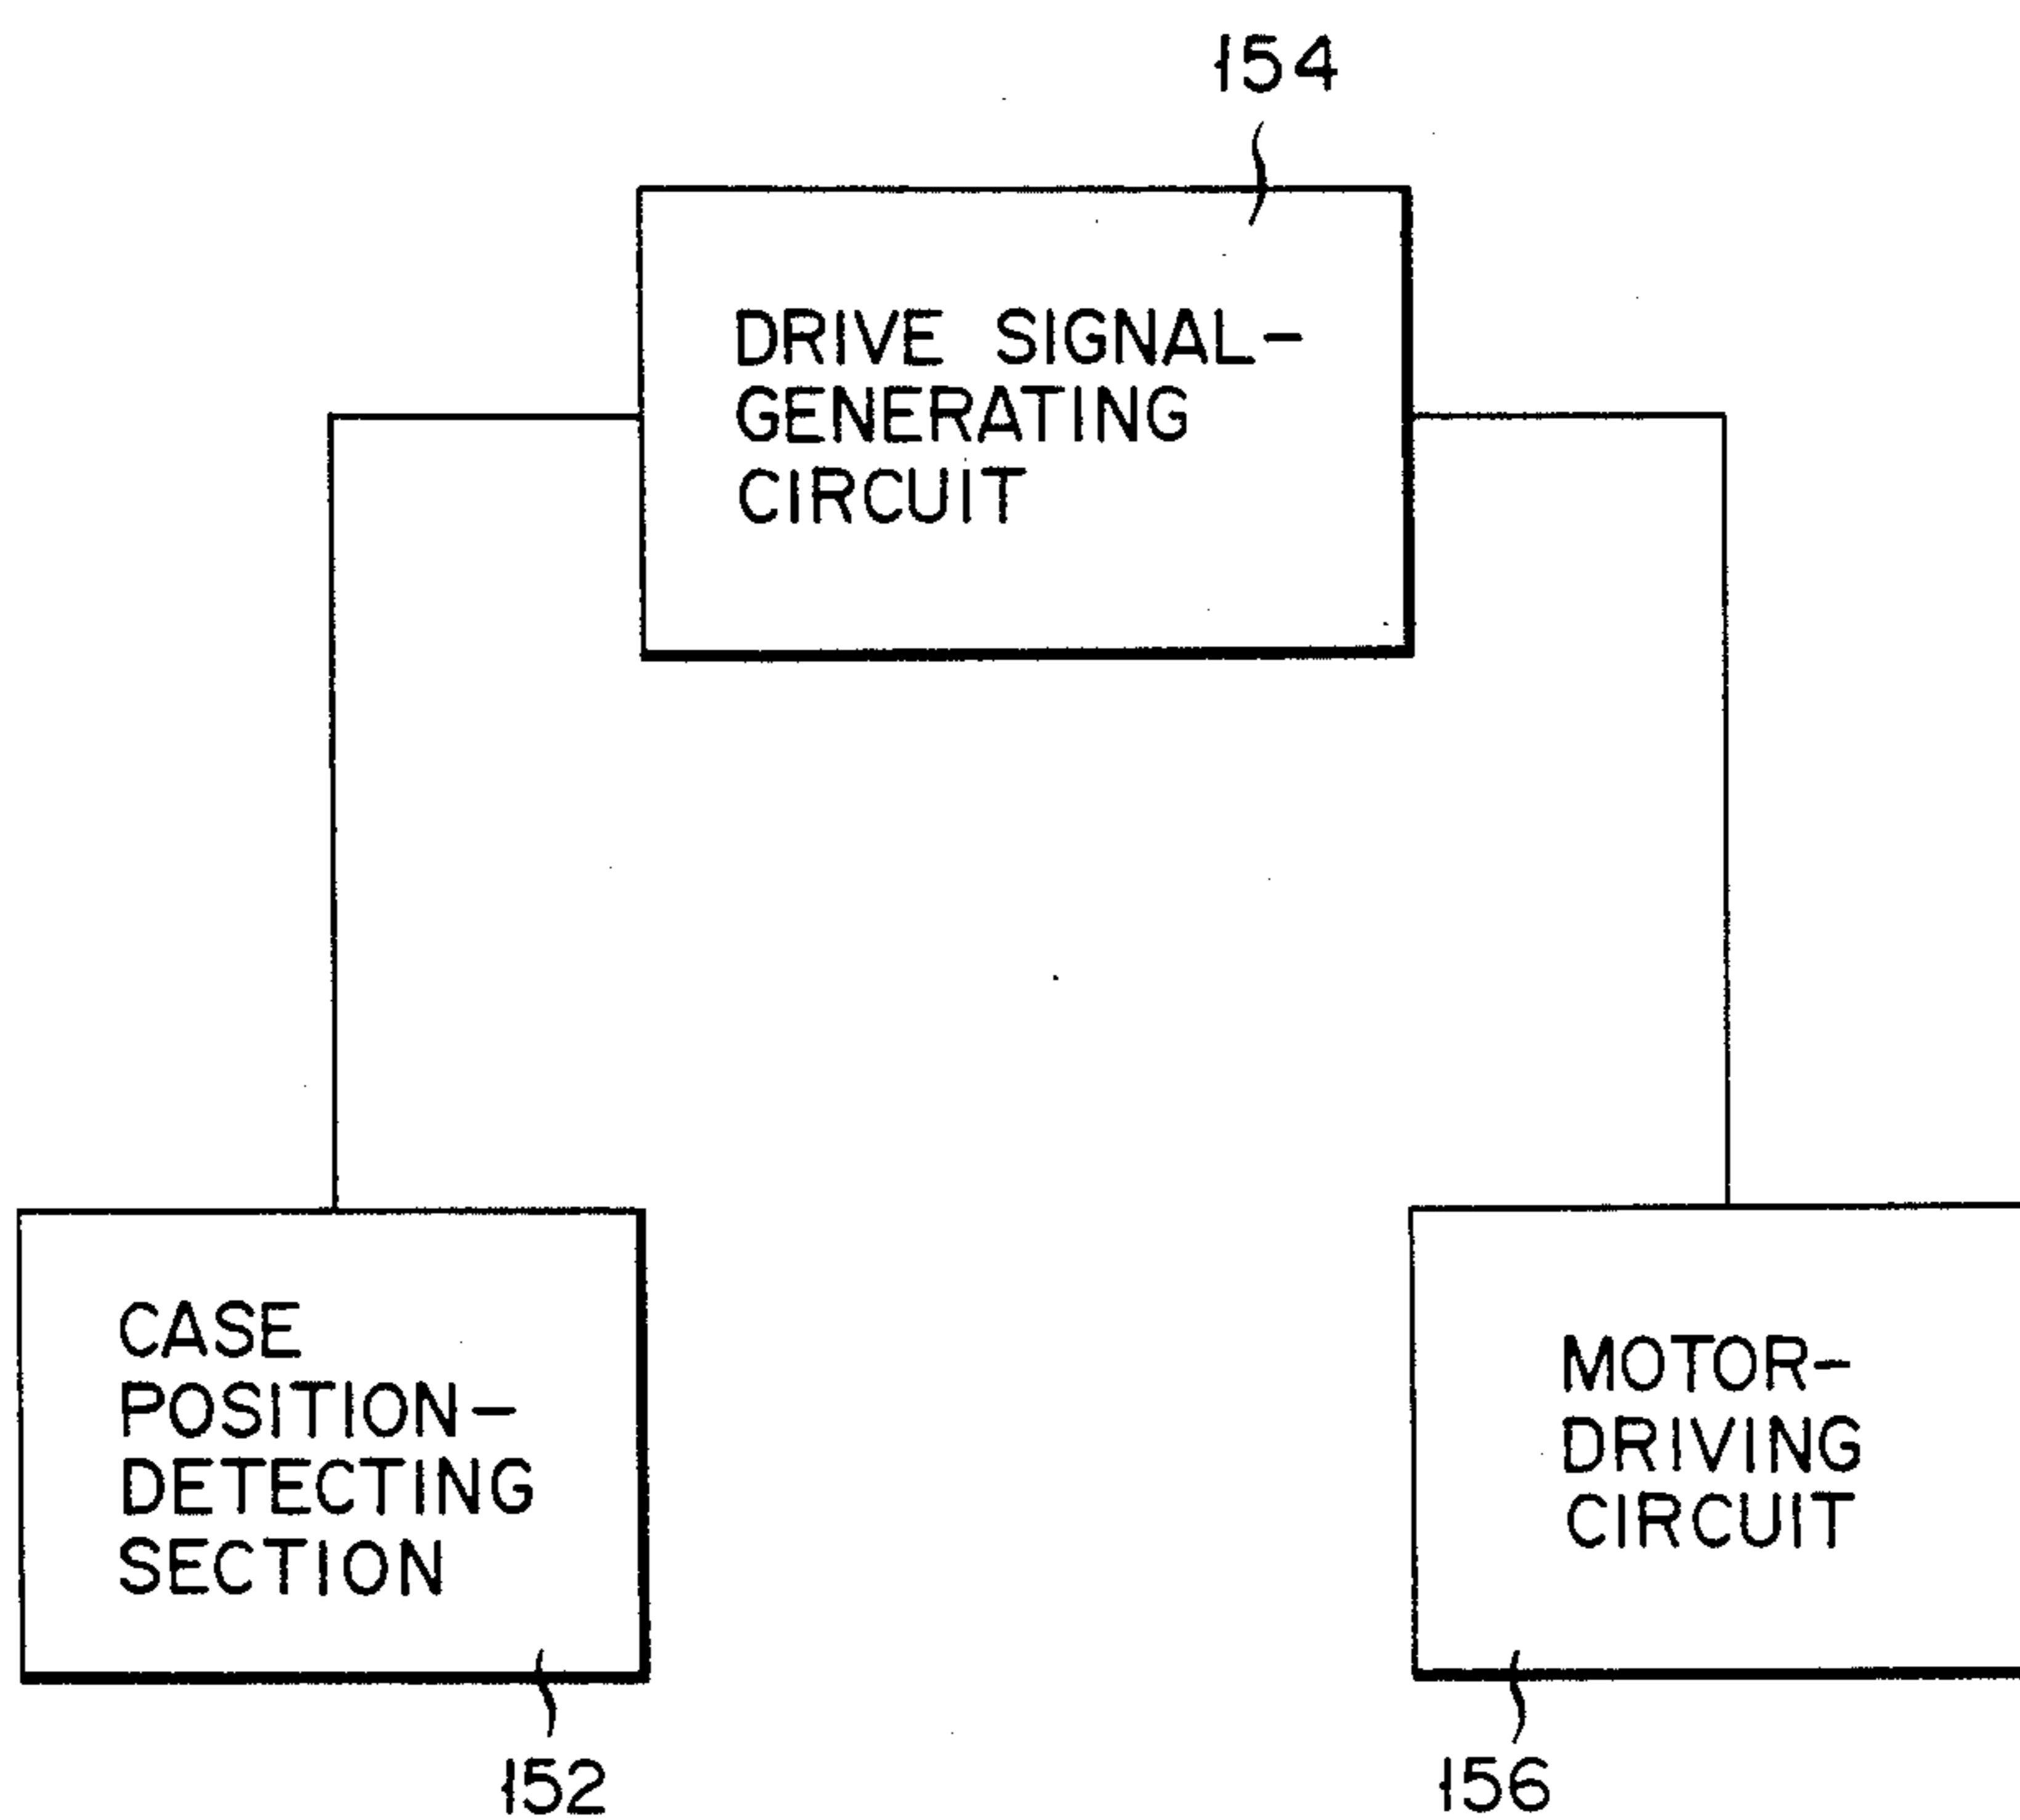 154
DRIVE SIGNAL-
GENERATING
CIRCUIT
CASE
POSITION-
DETECTING
SECTION
152
MOTOR-
DRIVING
CIRCUIT
156